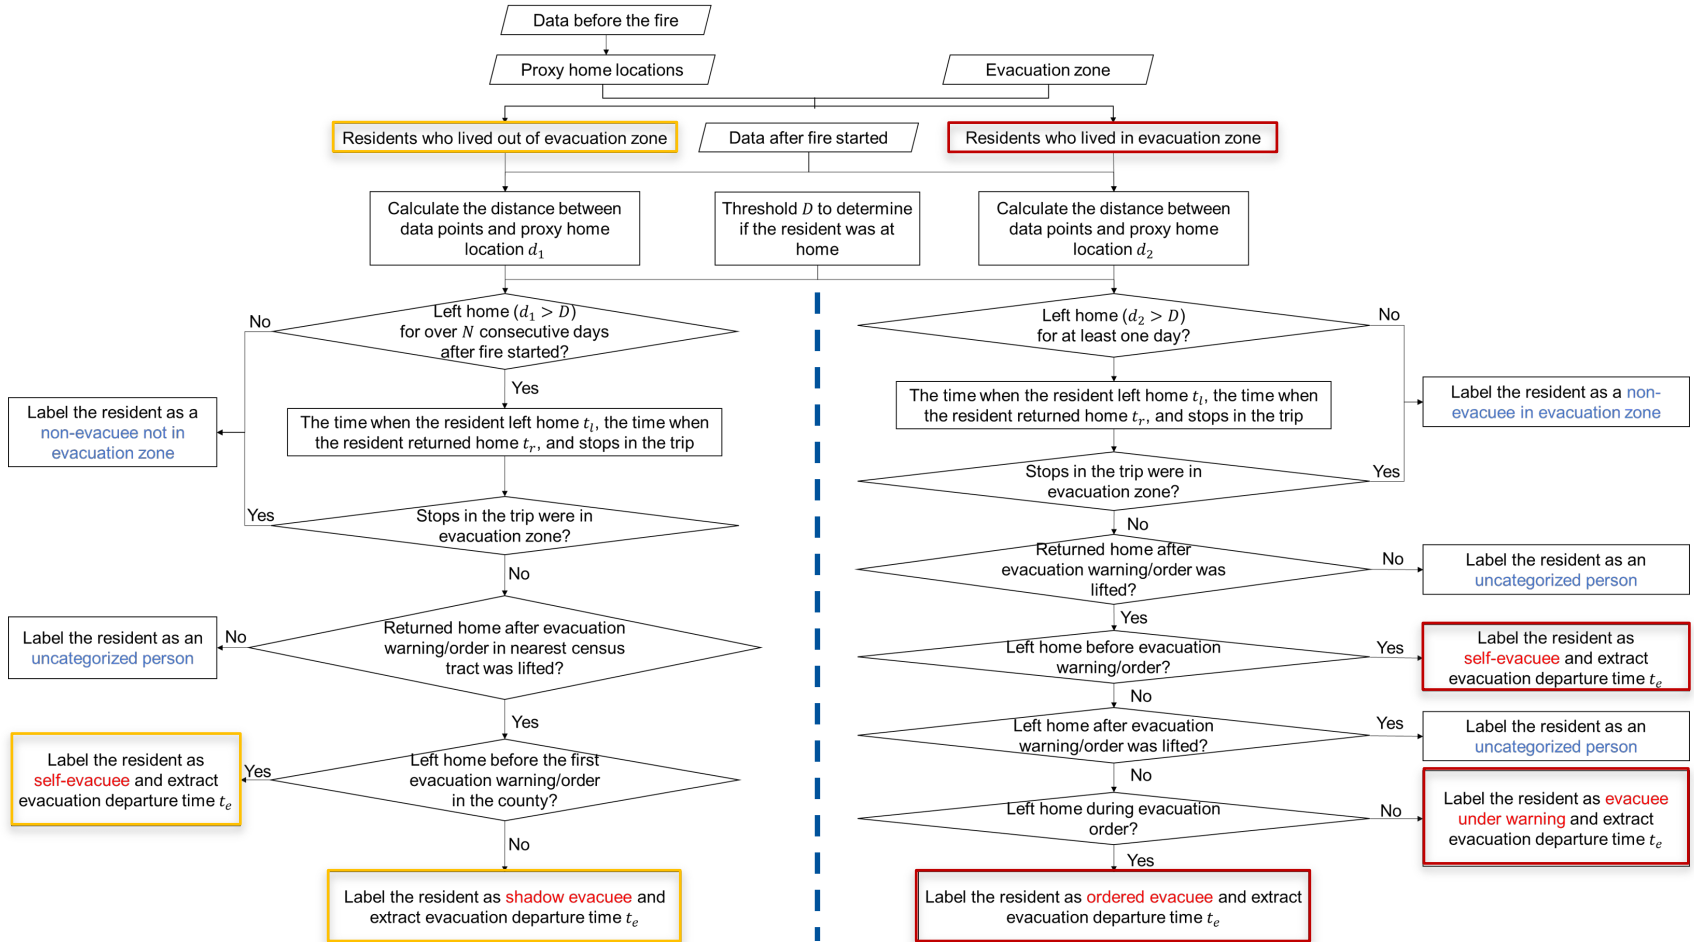 Data before the fire
Proxy home locations
Evacuation zone
Residents who lived out of evacuation zone
Data after fire started
Residents who lived in evacuation zone
Calculate the distance between
data points and proxy home
location d₁
Threshold D to determine
if the resident was at
home
Calculate the distance between
data points and proxy home
location d₂
Left home (d₁ > D)
for over N consecutive days
after fire started?
No
Yes
Label the resident as a
non-evacuee not in
evacuation zone
The time when the resident left home tₗ, the time when
the resident returned home tᵣ, and stops in the trip
Yes
Stops in the trip were in
evacuation zone?
No
Returned home after evacuation
warning/order in nearest census
tract was lifted?
No
Label the resident as an
uncategorized person
Yes
Left home before the first
evacuation warning/order
in the county?
Yes
Label the resident as
self-evacuee and extract
evacuation departure time tₑ
No
Label the resident as shadow evacuee and
extract evacuation departure time tₑ
Left home (d₂ > D)
for at least one day?
No
The time when the resident left home tₗ, the time when
the resident returned home tᵣ, and stops in the trip
Label the resident as a non-
evacuee in evacuation zone
Stops in the trip were in
evacuation zone?
Yes
No
Returned home after
evacuation warning/order was
lifted?
No
Label the resident as an
uncategorized person
Yes
Left home before evacuation
warning/order?
Yes
Label the resident as
self-evacuee and extract
evacuation departure time tₑ
No
Left home after evacuation
warning/order was lifted?
Yes
Label the resident as an
uncategorized person
No
Left home during evacuation
order?
No
Label the resident as evacuee
under warning and extract
evacuation departure time tₑ
Yes
Label the resident as ordered evacuee and extract
evacuation departure time tₑ